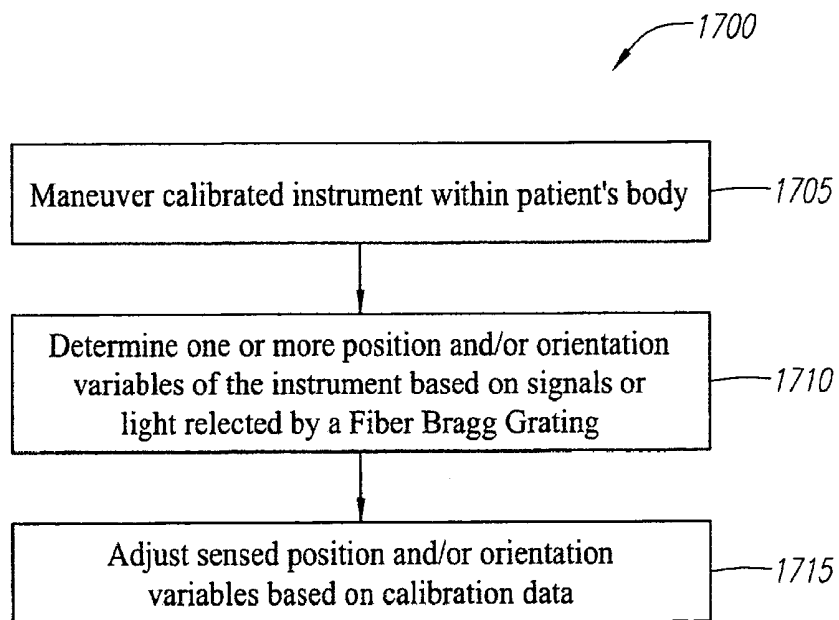 1700
Maneuver calibrated instrument within patient's body
1705
Determine one or more position and/or orientation
variables of the instrument based on signals or
light relected by a Fiber Bragg Grating
1710
Adjust sensed position and/or orientation
variables based on calibration data
1715